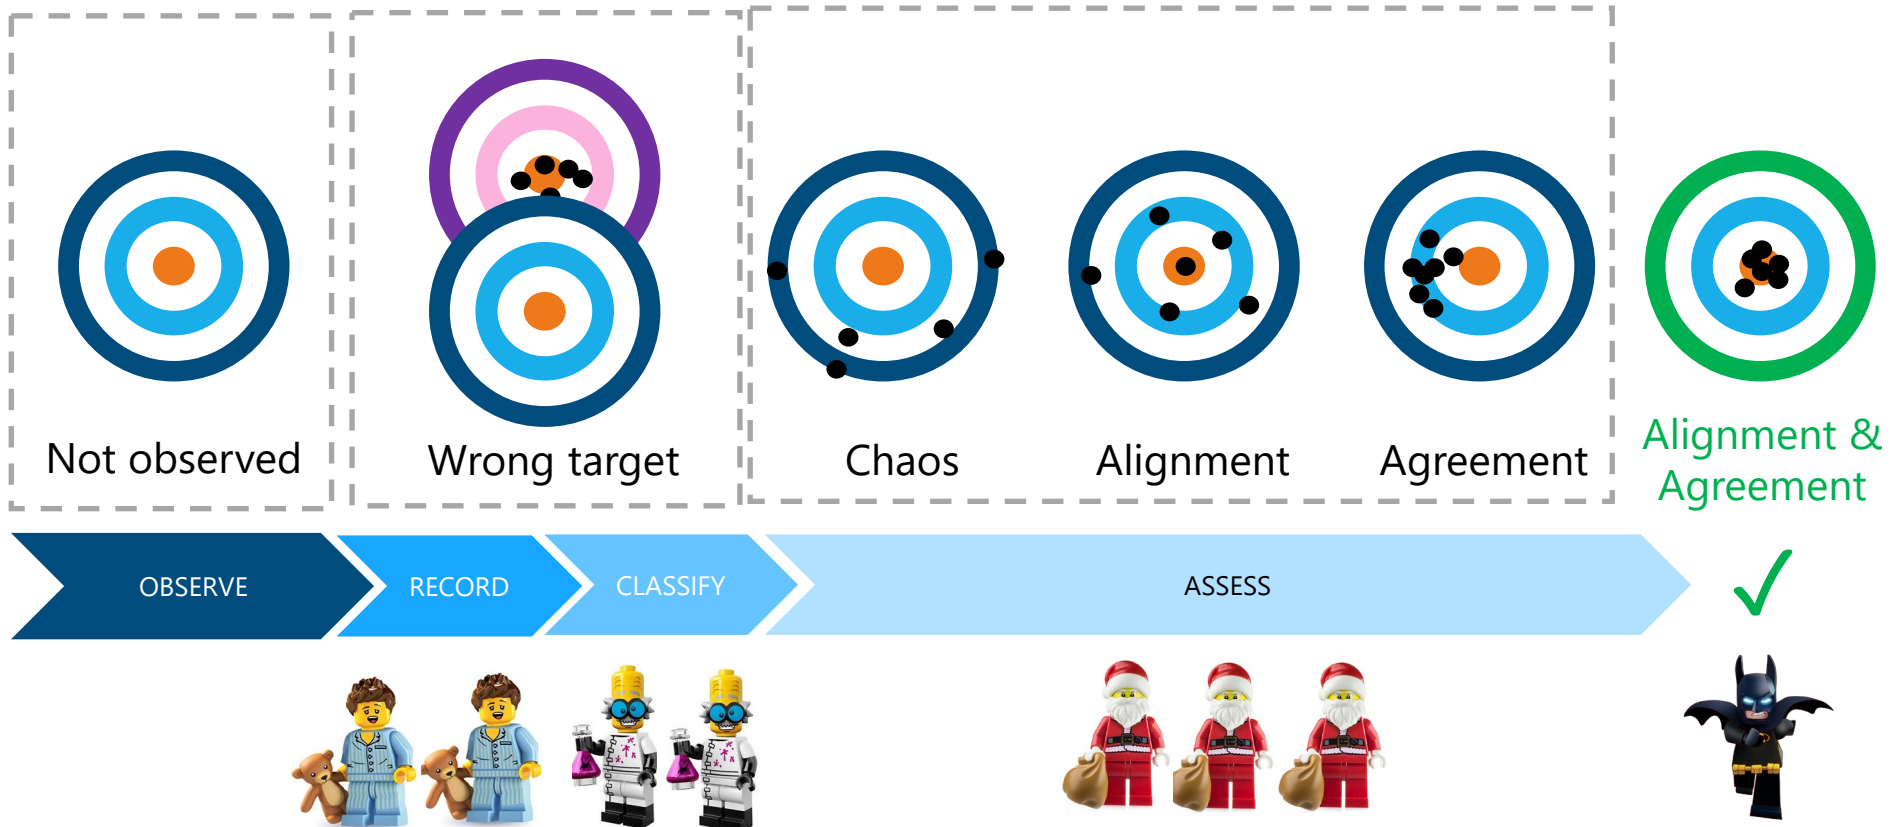 Not observed
Wrong target
Chaos
Alignment
Agreement
Alignment &
Agreement
OBSERVE
RECORD
CLASSIFY
ASSESS